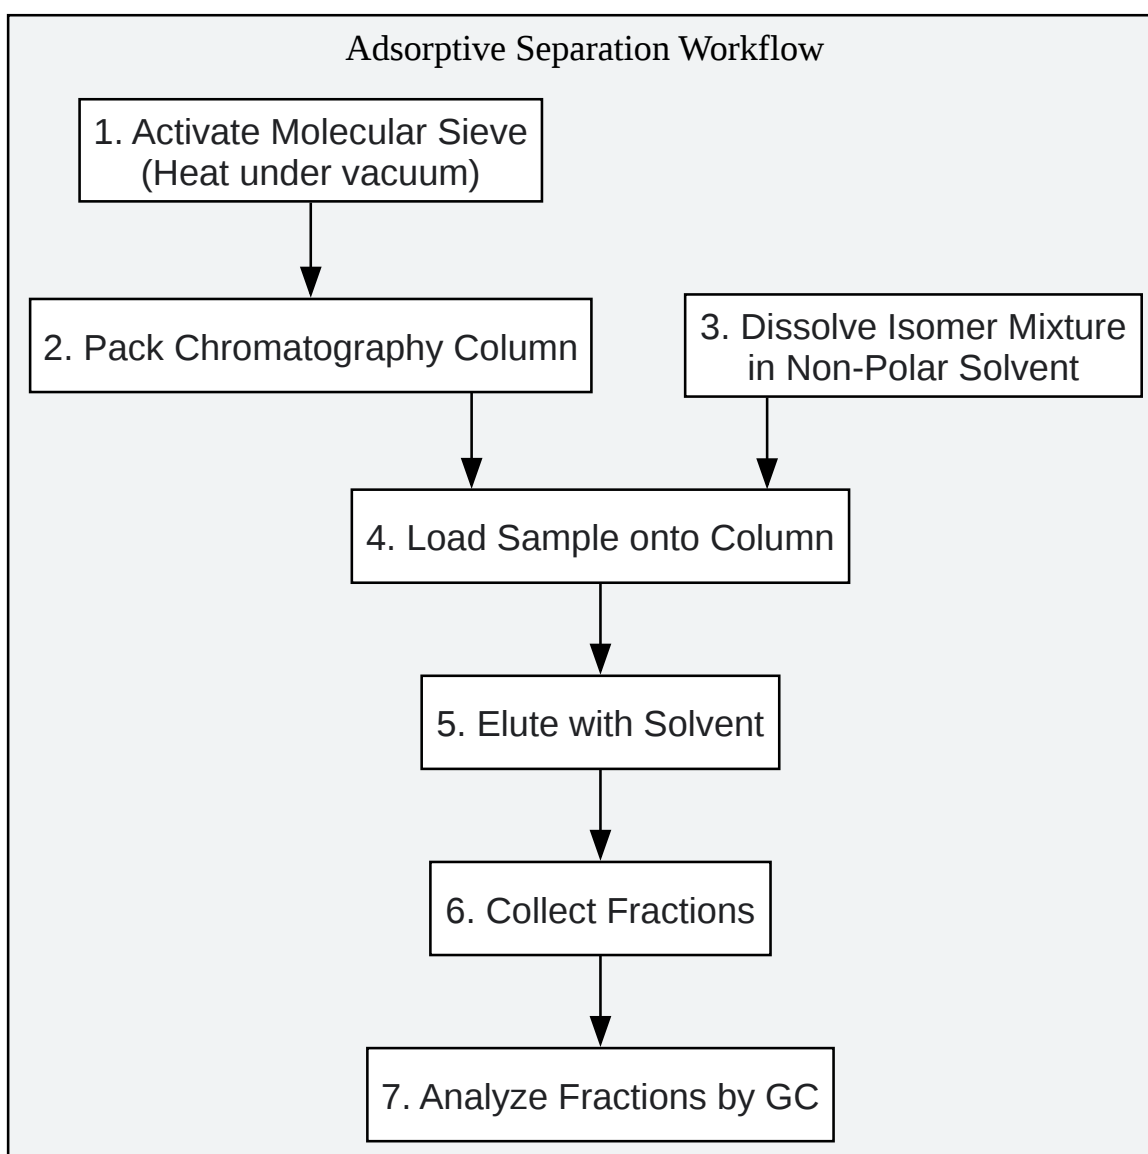 Adsorptive Separation Workflow
1. Activate Molecular Sieve
(Heat under vacuum)
2. Pack Chromatography Column
3. Dissolve Isomer Mixture
in Non-Polar Solvent
4. Load Sample onto Column
5. Elute with Solvent
6. Collect Fractions
7. Analyze Fractions by GC